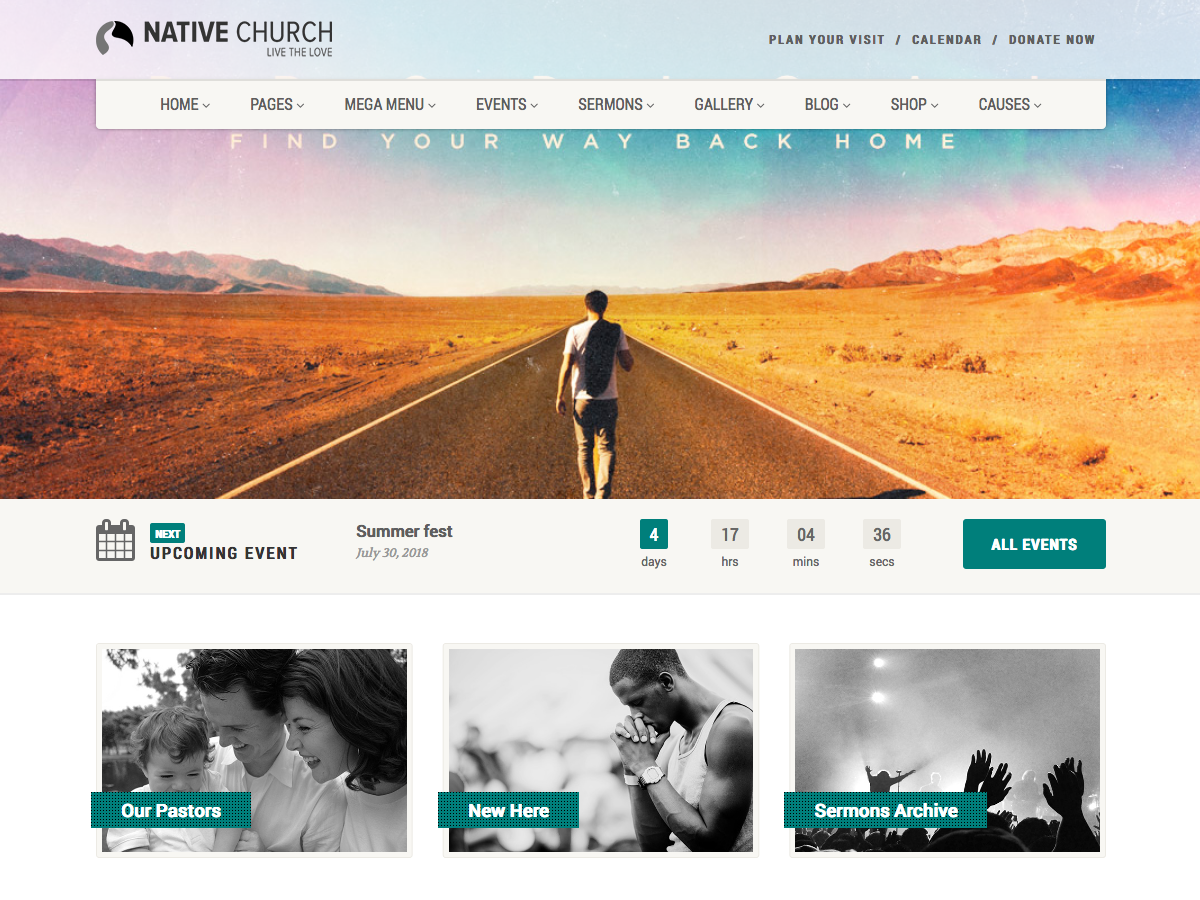 NATIVE CHURCH
LIVE THE LOVE
PLAN YOUR VISIT / CALENDAR / DONATE NOW
HOME PAGES MEGA MENU EVENTS SERMONS GALLERY BLOG SHOP CAUSES
FIND YOUR WAY BACK HOME
NEXT
UPCOMING EVENT
Summer fest
July 30, 2018
4 17 04 36
days hrs mins secs
ALL EVENTS
Our Pastors
New Here
Sermons Archive